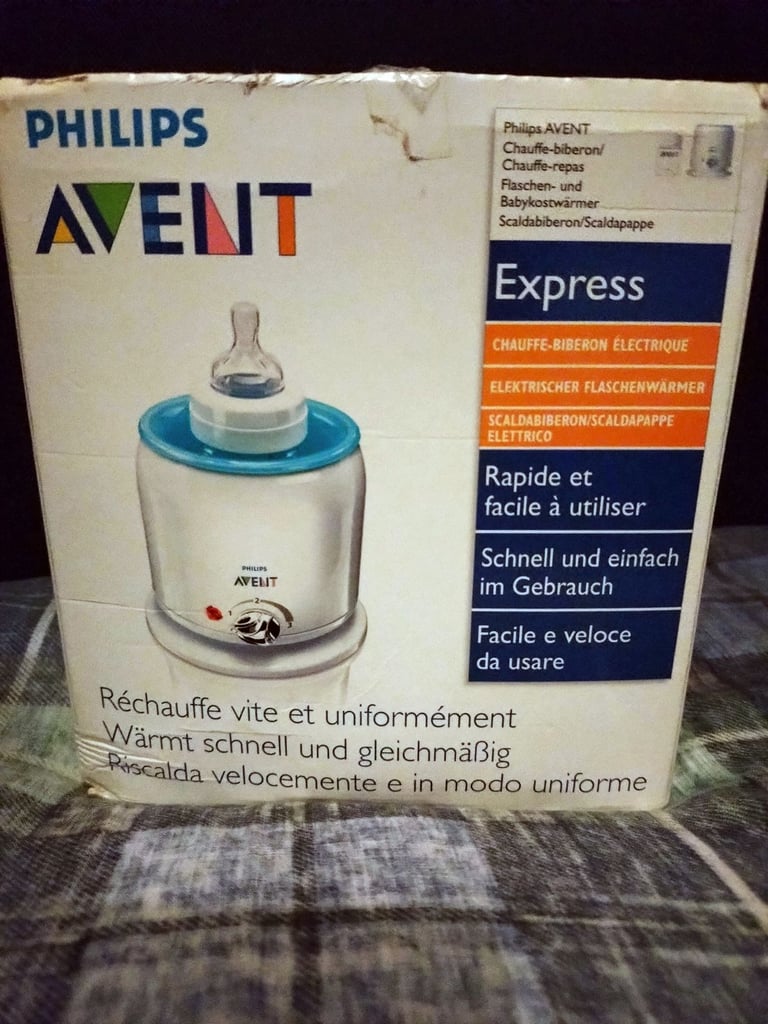 PHILIPS
AVENT
Philips AVENT
Chauffe-biberon/
Chauffe-repas
Flaschen- und
Babykostwärmer
Scaldabiberon/Scaldapappe
Express
CHAUFFE-BIBERON ÉLECTRIQUE
ELEKTRISCHER FLASCHENWÄRMER
SCALDABIBERON/SCALDAPAPPE
ELETTRICO
Rapide et
facile à utiliser
Schnell und einfach
im Gebrauch
Facile e veloce
da usare
PHILIPS
AVENT
1 2 3
Réchauffe vite et uniformément
Wärmt schnell und gleichmäßig
Riscalda velocemente e in modo uniforme